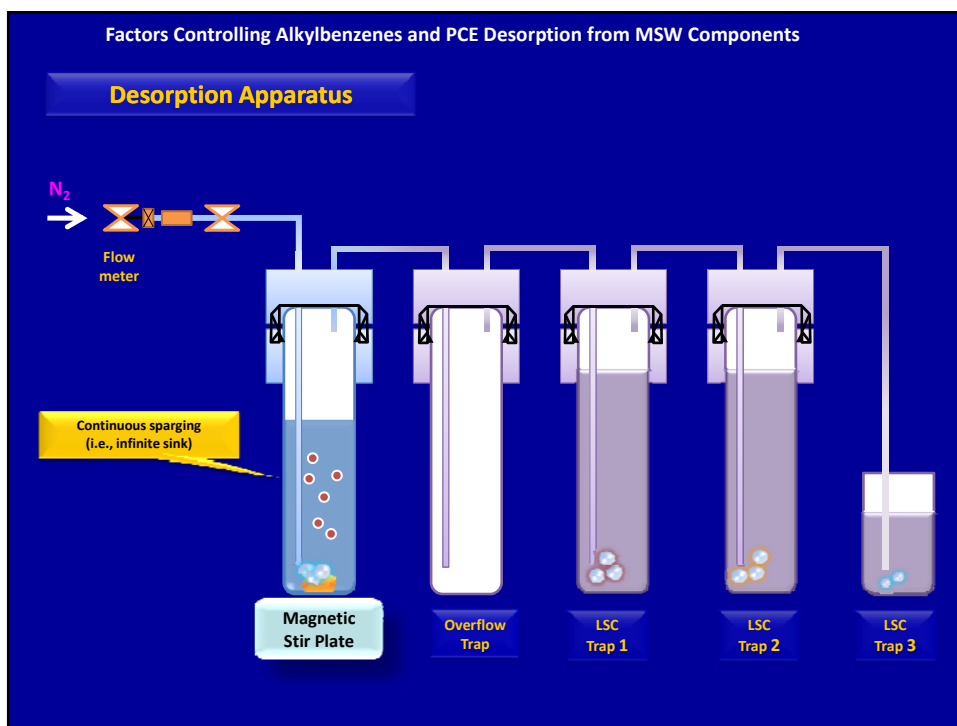 Factors Controlling Alkylbenzenes and PCE Desorption from MSW Components
Desorption Apparatus
N₂
Flow
meter
Continuous sparging
(i.e., infinite sink)
Magnetic
Stir Plate
Overflow
Trap
LSC
Trap 1
LSC
Trap 2
LSC
Trap 3